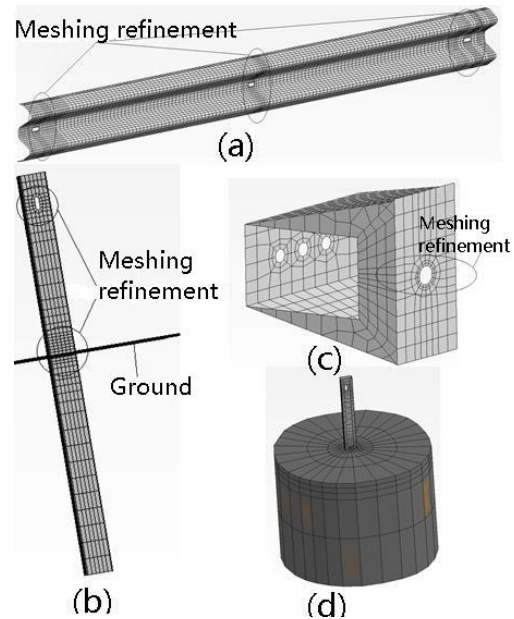 Meshing refinement
(a)
Meshing
refinement
Ground
(b)
Meshing
refinement
(c)
(d)